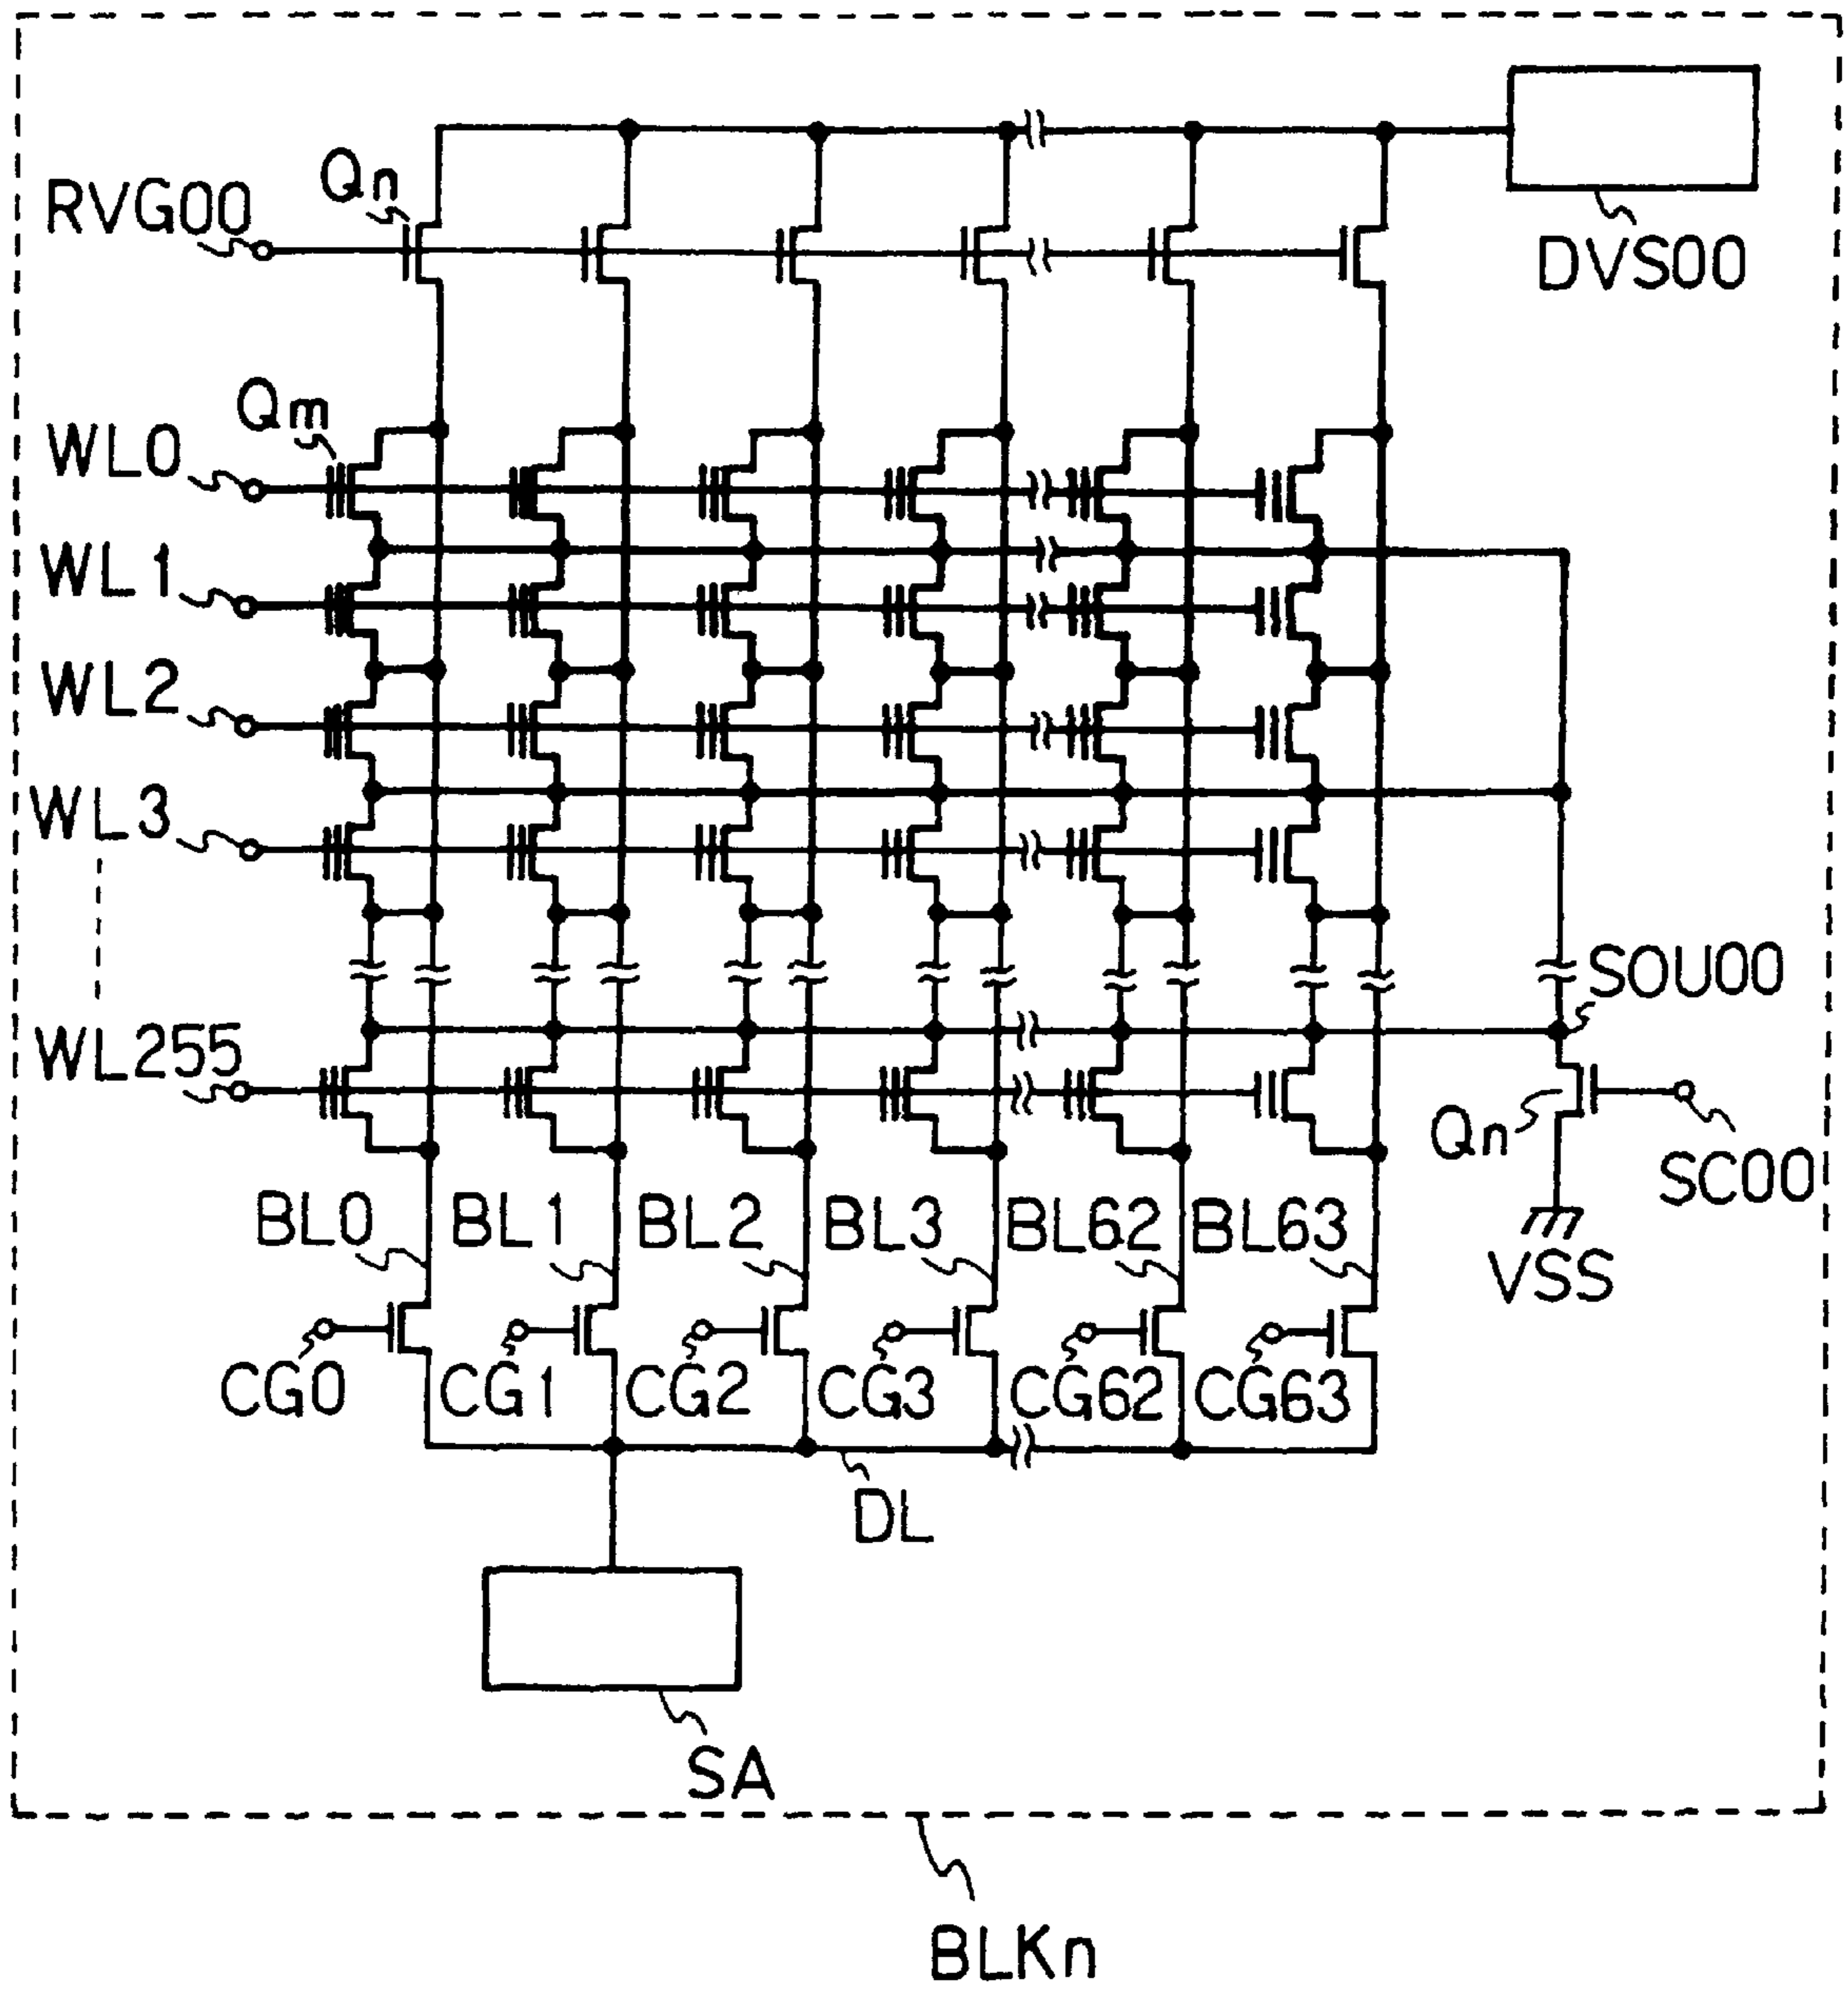 Qn
RVG00
DVS00
Qm
WL0
WL1
WL2
WL3
SOU00
WL255
Qn
SC00
BL0 BL1 BL2 BL3 BL62 BL63
VSS
CG0 CG1 CG2 CG3 CG62 CG63
DL
SA
BLKn